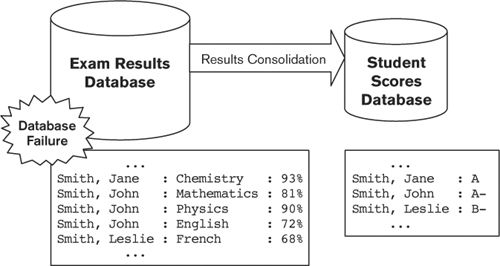 Exam Results
Database
Results Consolidation
Student
Scores
Database
Database
Failure
...
Smith, Jane : Chemistry : 93%
Smith, John : Mathematics : 81%
Smith, John : Physics : 90%
Smith, John : English : 72%
Smith, Leslie : French : 68%
...
...
Smith, Jane : A
Smith, John : A-
Smith, Leslie : B-
...